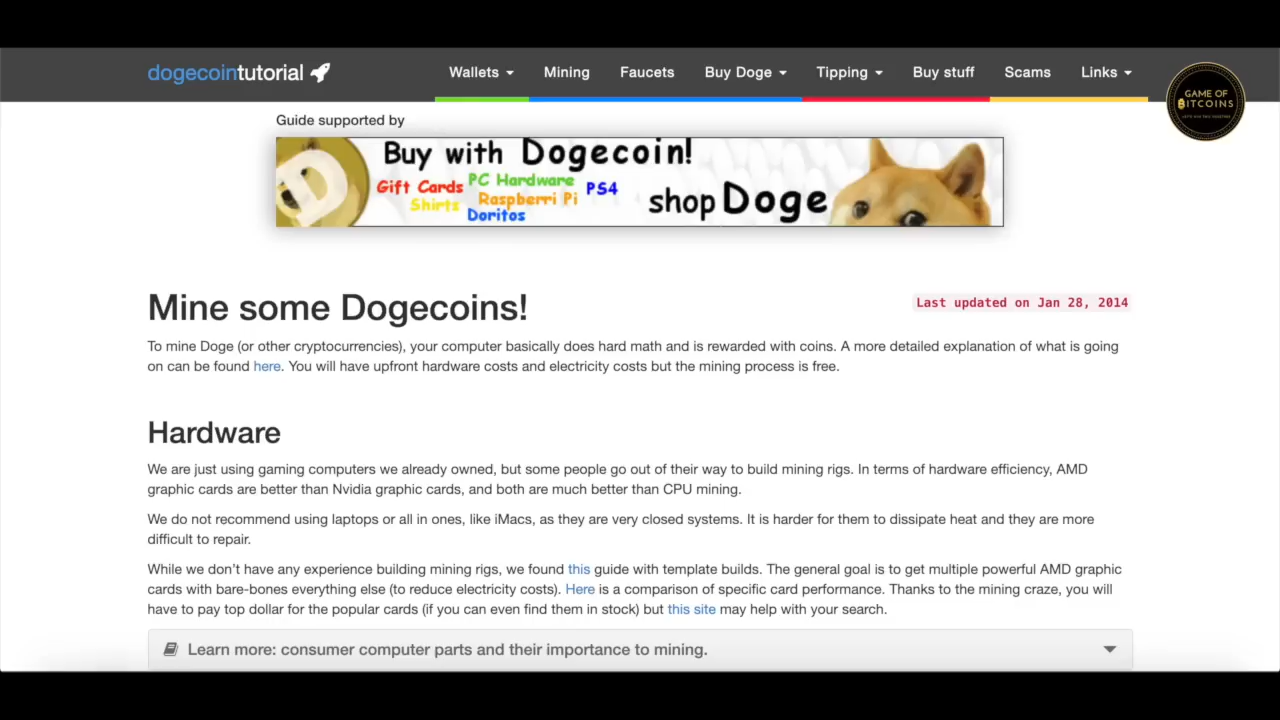 dogecointutorial
Wallets Mining Faucets Buy Doge Tipping Buy stuff Scams Links
GAME OF
BITCOINS
Guide supported by
Buy with Dogecoin!
Gift Cards PC Hardware PS4
Shirts Raspberri Pi
Doritos
shop Doge
Mine some Dogecoins!
Last updated on Jan 28, 2014
To mine Doge (or other cryptocurrencies), your computer basically does hard math and is rewarded with coins. A more detailed explanation of what is going
on can be found here. You will have upfront hardware costs and electricity costs but the mining process is free.
Hardware
We are just using gaming computers we already owned, but some people go out of their way to build mining rigs. In terms of hardware efficiency, AMD
graphic cards are better than Nvidia graphic cards, and both are much better than CPU mining.
We do not recommend using laptops or all in ones, like iMacs, as they are very closed systems. It is harder for them to dissipate heat and they are more
difficult to repair.
While we don't have any experience building mining rigs, we found this guide with template builds. The general goal is to get multiple powerful AMD graphic
cards with bare-bones everything else (to reduce electricity costs). Here is a comparison of specific card performance. Thanks to the mining craze, you will
have to pay top dollar for the popular cards (if you can even find them in stock) but this site may help with your search.
Learn more: consumer computer parts and their importance to mining.